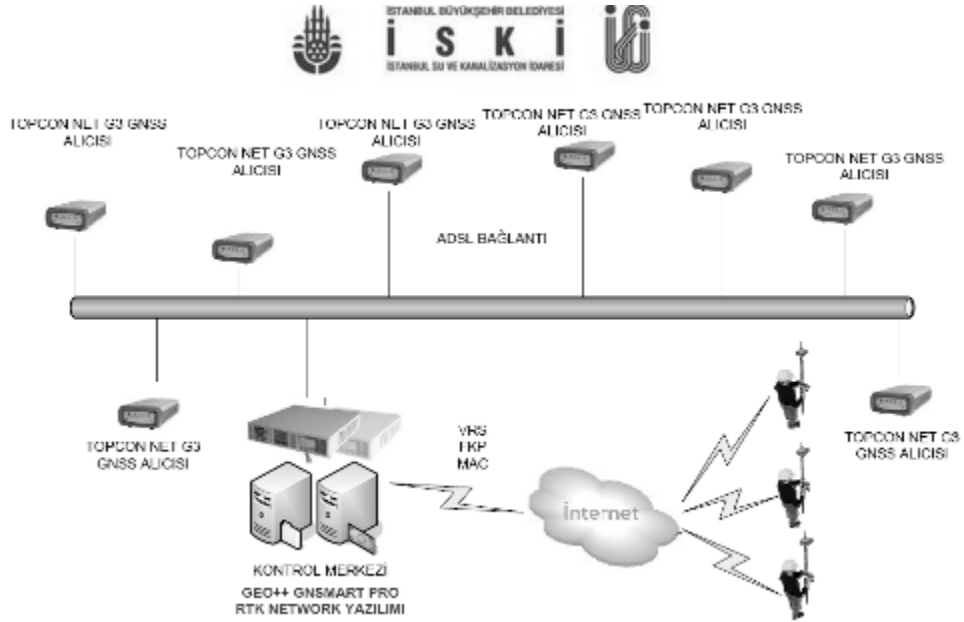 İSTANBUL BÜYÜKŞEHİR BELEDİYESİ
İ S K İ
İSTANBUL SU VE KANALİZASYON İDARESİ
TOPCON NET G3 GNSS
ALICISI
TOPCON NET G3 GNSS
ALICISI
TOPCON NET G3 GNSS
ALICISI
TOPCON NET G3 GNSS
ALICISI
TOPCON NET G3 GNSS
ALICISI
TOPCON NET G3 GNSS
ALICISI
ADSL BAĞLANTI
TOPCON NET G3
GNSS ALICISI
VRS
FKP
MAC
İnternet
TOPCON NET G3
GNSS ALICISI
KONTROL MERKEZİ
GEO++ GNSMART PRO
RTK NETWORK YAZILIMI